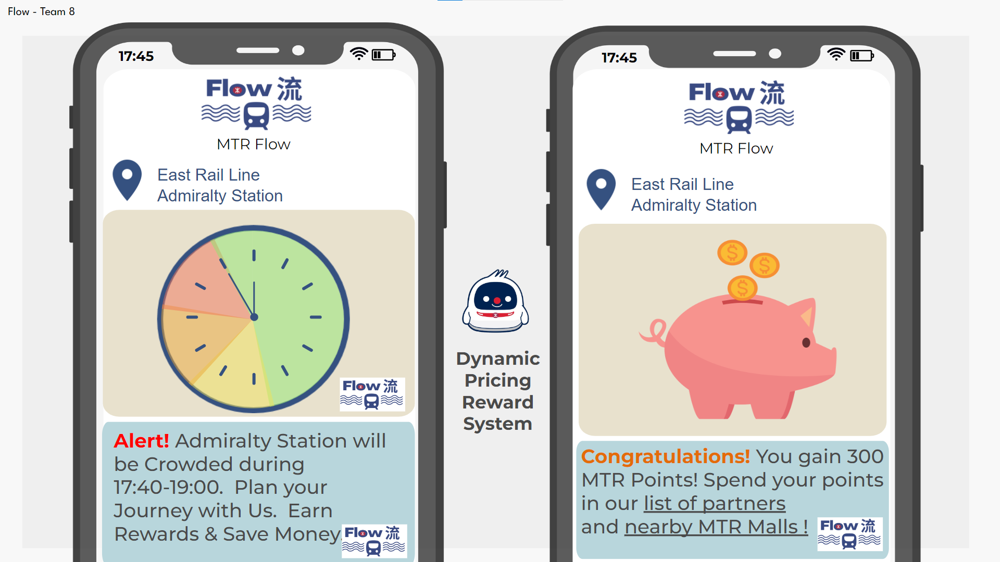 Flow - Team 8
17:45
Flow 流
MTR Flow
East Rail Line
Admiralty Station
Flow 流
Alert! Admiralty Station will
be Crowded during
17:40-19:00.  Plan your
Journey with Us.  Earn
Rewards & Save Money.
Flow 流
Dynamic
Pricing
Reward
System
17:45
Flow 流
MTR Flow
East Rail Line
Admiralty Station
$
$
$
Congratulations! You gain 300
MTR Points! Spend your points
in our list of partners
and nearby MTR Malls !
Flow 流